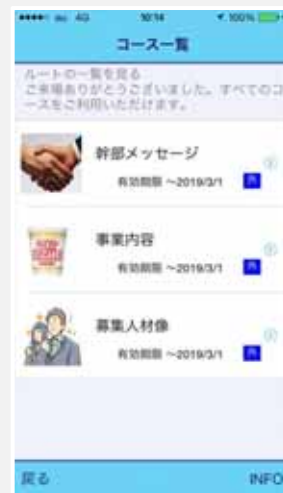 au 4G 10:14 100%
コース一覧
ルートの一覧を見る
ご来場ありがとうございました。すべてのコ
ースをご利用いただけます。
幹部メッセージ
有効期限 ～2019/3/1
事業内容
有効期限 ～2019/3/1
募集人材像
有効期限 ～2019/3/1
戻る INFO